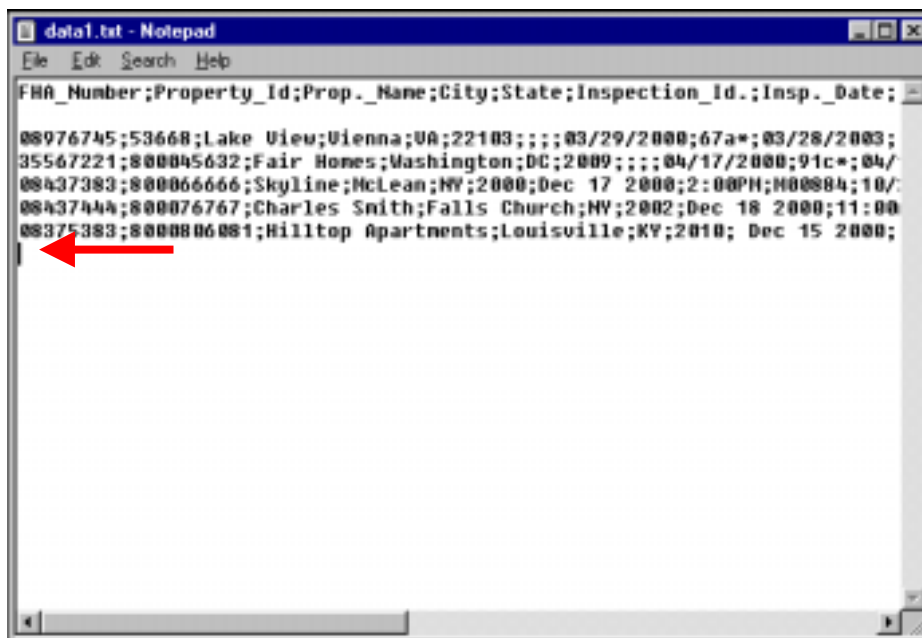 data1.txt - Notepad
File Edit Search Help
FHA_Number;Property_Id;Prop._Name;City;State;Inspection_Id.;Insp._Date;
08976745;53668;Lake View;Vienna;VA;22103;;;;03/29/2000;67a*;03/28/2003;
35567221;800045632;Fair Homes;Washington;DC;2009;;;;04/17/2000;91c*;04/
08437383;800066666;Skyline;McLean;NY;2000;Dec 17 2000;2:00PM;M00884;10/
08437444;800076767;Charles Smith;Falls Church;NY;2002;Dec 18 2000;11:00
08375383;8000806081;Hilltop Apartments;Louisville;KY;2010; Dec 15 2000;